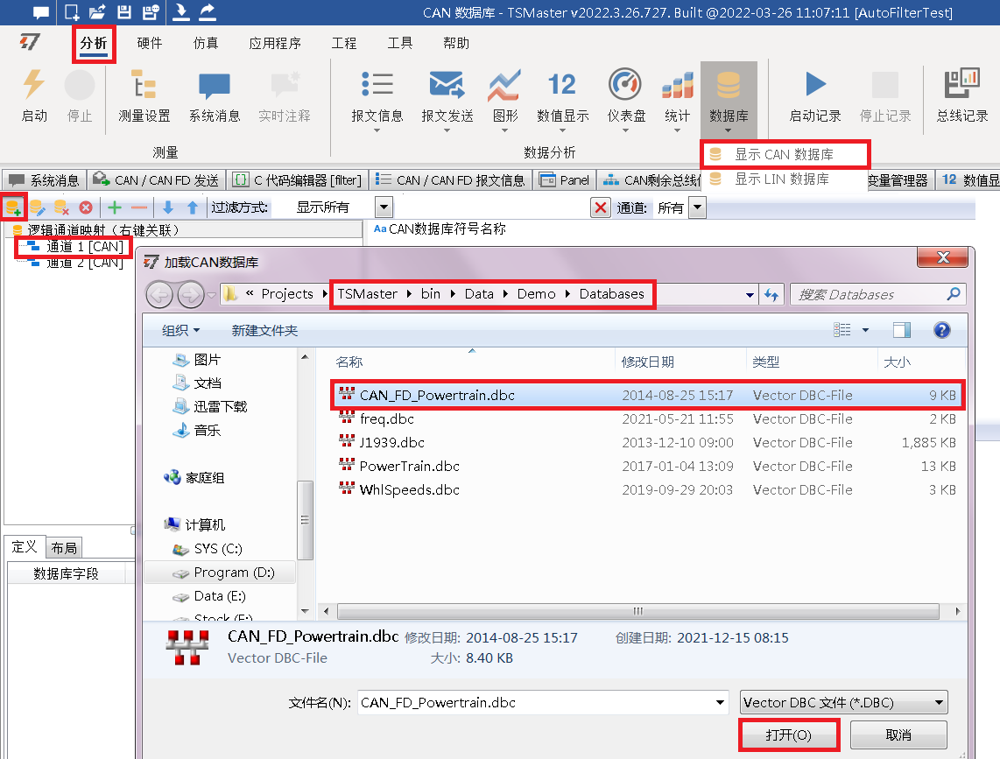 CAN 数据库 - TSMaster v2022.3.26.727. Built @2022-03-26 11:07:11 [AutoFilterTest]
分析 硬件 仿真 应用程序 工程 工具 帮助
启动 停止 测量设置 系统消息 实时注释 报文信息 报文发送 图形 12 数值显示 仪表盘 统计 数据库 启动记录 停止记录 总线记录
测量 数据分析
显示 CAN 数据库
显示 LIN 数据库
系统消息 CAN / CAN FD 发送 C 代码编辑器 [filter] CAN / CAN FD 报文信息 Panel CAN剩余总线 变量管理器 12 数值显
过滤方式: 显示所有 通道: 所有
逻辑通道映射（右键关联） Aa CAN数据库符号名称
通道 1 [CAN]
通道 2 [CAN]
加载CAN数据库
« Projects TSMaster bin Data Demo Databases 搜索 Databases
组织 新建文件夹
名称 修改日期 类型 大小
图片
文档
迅雷下载
音乐
家庭组
计算机
SYS (C:)
Program (D:)
Data (E:)
Stock (F:)
CAN_FD_Powertrain.dbc 2014-08-25 15:17 Vector DBC-File 9 KB
freq.dbc 2021-05-21 11:55 Vector DBC-File 2 KB
J1939.dbc 2013-12-10 09:00 Vector DBC-File 1,885 KB
PowerTrain.dbc 2017-01-04 13:09 Vector DBC-File 13 KB
WhlSpeeds.dbc 2019-09-29 20:03 Vector DBC-File 3 KB
定义 布局
数据库字段
CAN_FD_Powertrain.dbc 修改日期: 2014-08-25 15:17 创建日期: 2021-12-15 08:15
Vector DBC-File 大小: 8.40 KB
文件名(N): CAN_FD_Powertrain.dbc Vector DBC 文件 (*.DBC)
打开(O) 取消